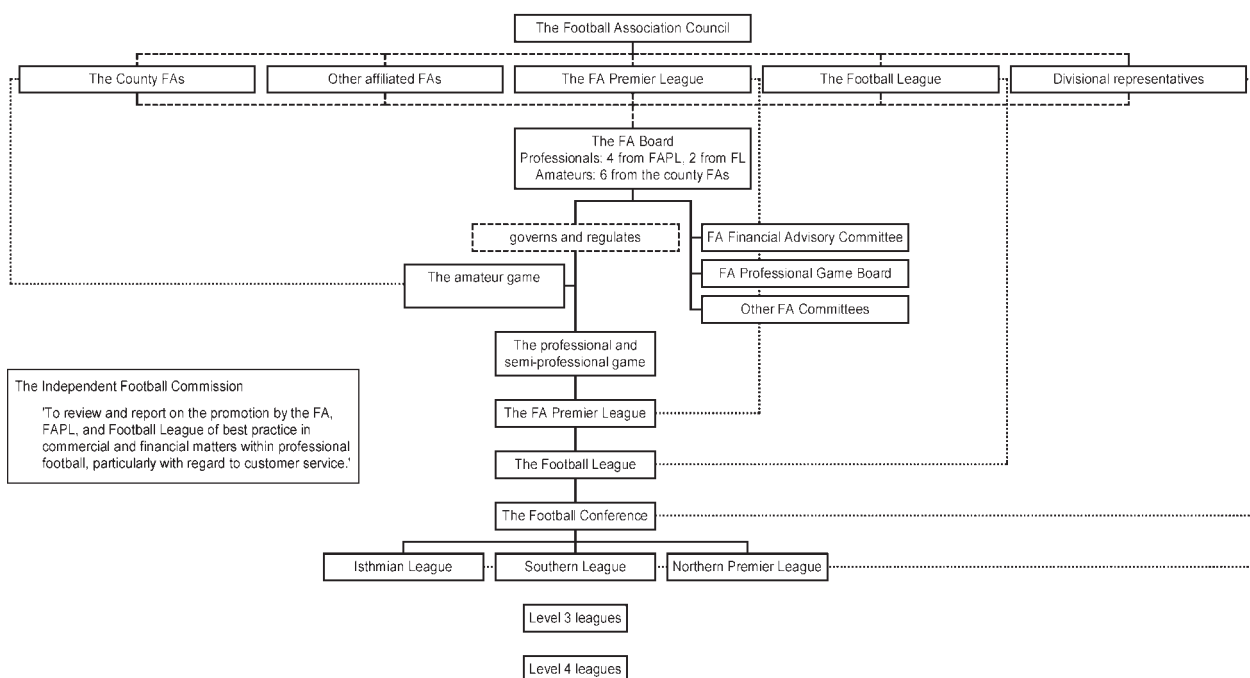 The Football Association Council
The County FAs
Other affiliated FAs
The FA Premier League
The Football League
Divisional representatives
The FA Board
Professionals: 4 from FAPL, 2 from FL
Amateurs: 6 from the county FAs
governs and regulates
FA Financial Advisory Committee
The amateur game
FA Professional Game Board
Other FA Committees
The professional and
semi-professional game
The Independent Football Commission
'To review and report on the promotion by the FA,
FAPL, and Football League of best practice in
commercial and financial matters within professional
football, particularly with regard to customer service.'
The FA Premier League
The Football League
The Football Conference
Isthmian League
Southern League
Northern Premier League
Level 3 leagues
Level 4 leagues